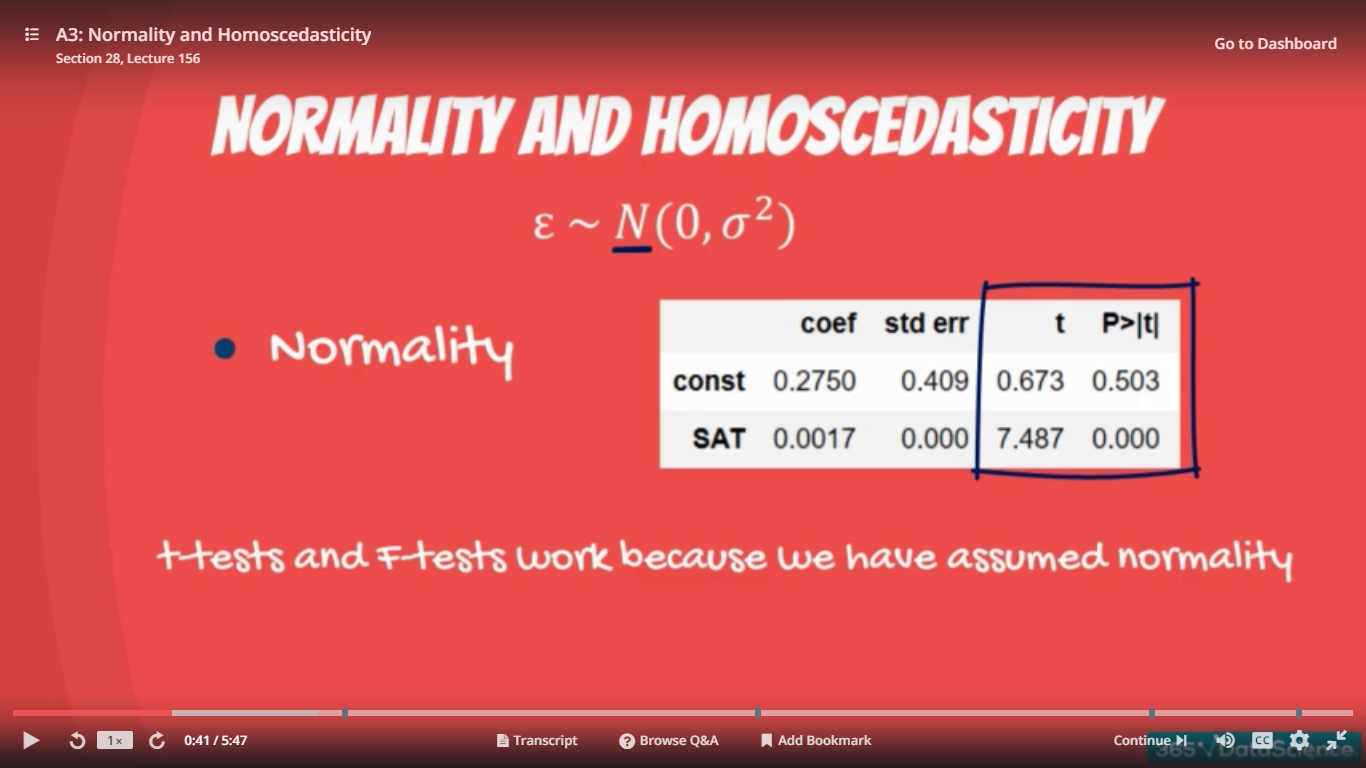 A3: Normality and Homoscedasticity
Section 28, Lecture 156
Go to Dashboard
NORMALITY AND HOMOSCEDASTICITY
ε ~ N(0, σ²)
• Normality
coef std err t P>|t|
const 0.2750 0.409 0.673 0.503
SAT 0.0017 0.000 7.487 0.000
t-tests and F-tests work because we have assumed normality
1× 0:41 / 5:47 Transcript Browse Q&A Add Bookmark Continue CC
365 √ DataScience